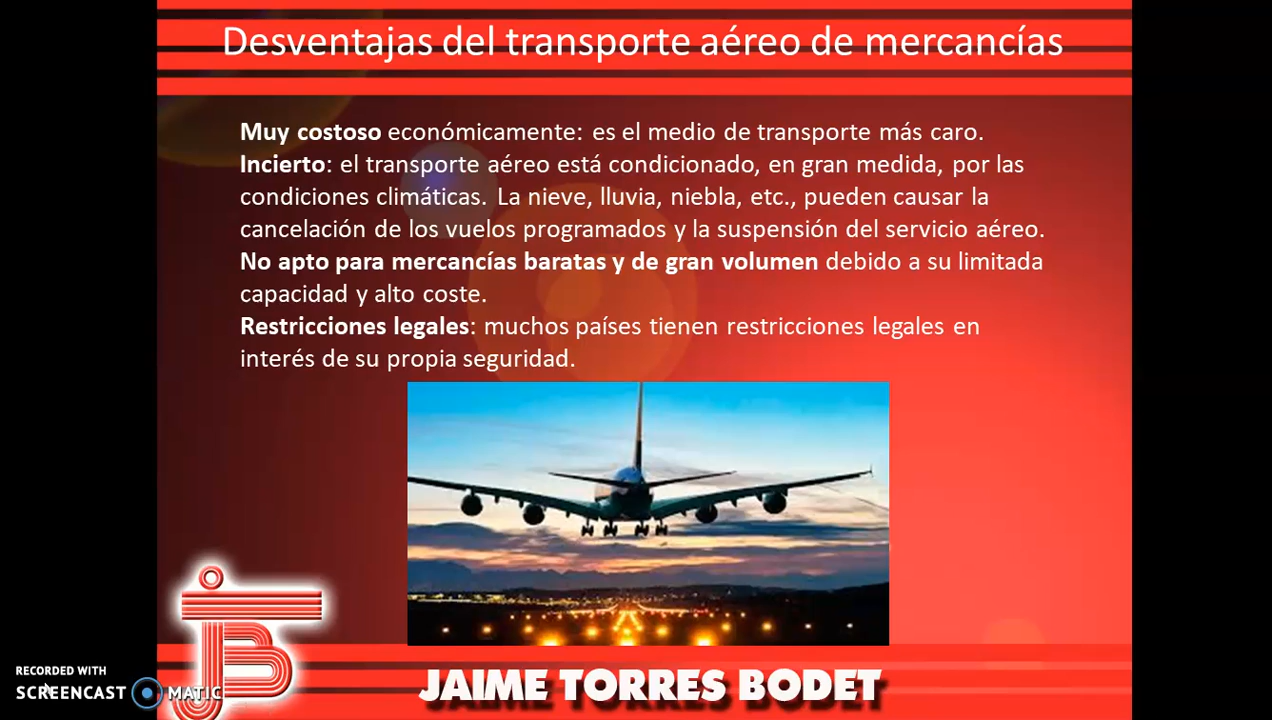 Desventajas del transporte aéreo de mercancías
Muy costoso económicamente: es el medio de transporte más caro.
Incierto: el transporte aéreo está condicionado, en gran medida, por las
condiciones climáticas. La nieve, lluvia, niebla, etc., pueden causar la
cancelación de los vuelos programados y la suspensión del servicio aéreo.
No apto para mercancías baratas y de gran volumen debido a su limitada
capacidad y alto coste.
Restricciones legales: muchos países tienen restricciones legales en
interés de su propia seguridad.
JTB
JAIME TORRES BODET
RECORDED WITH
SCREENCAST MATIC